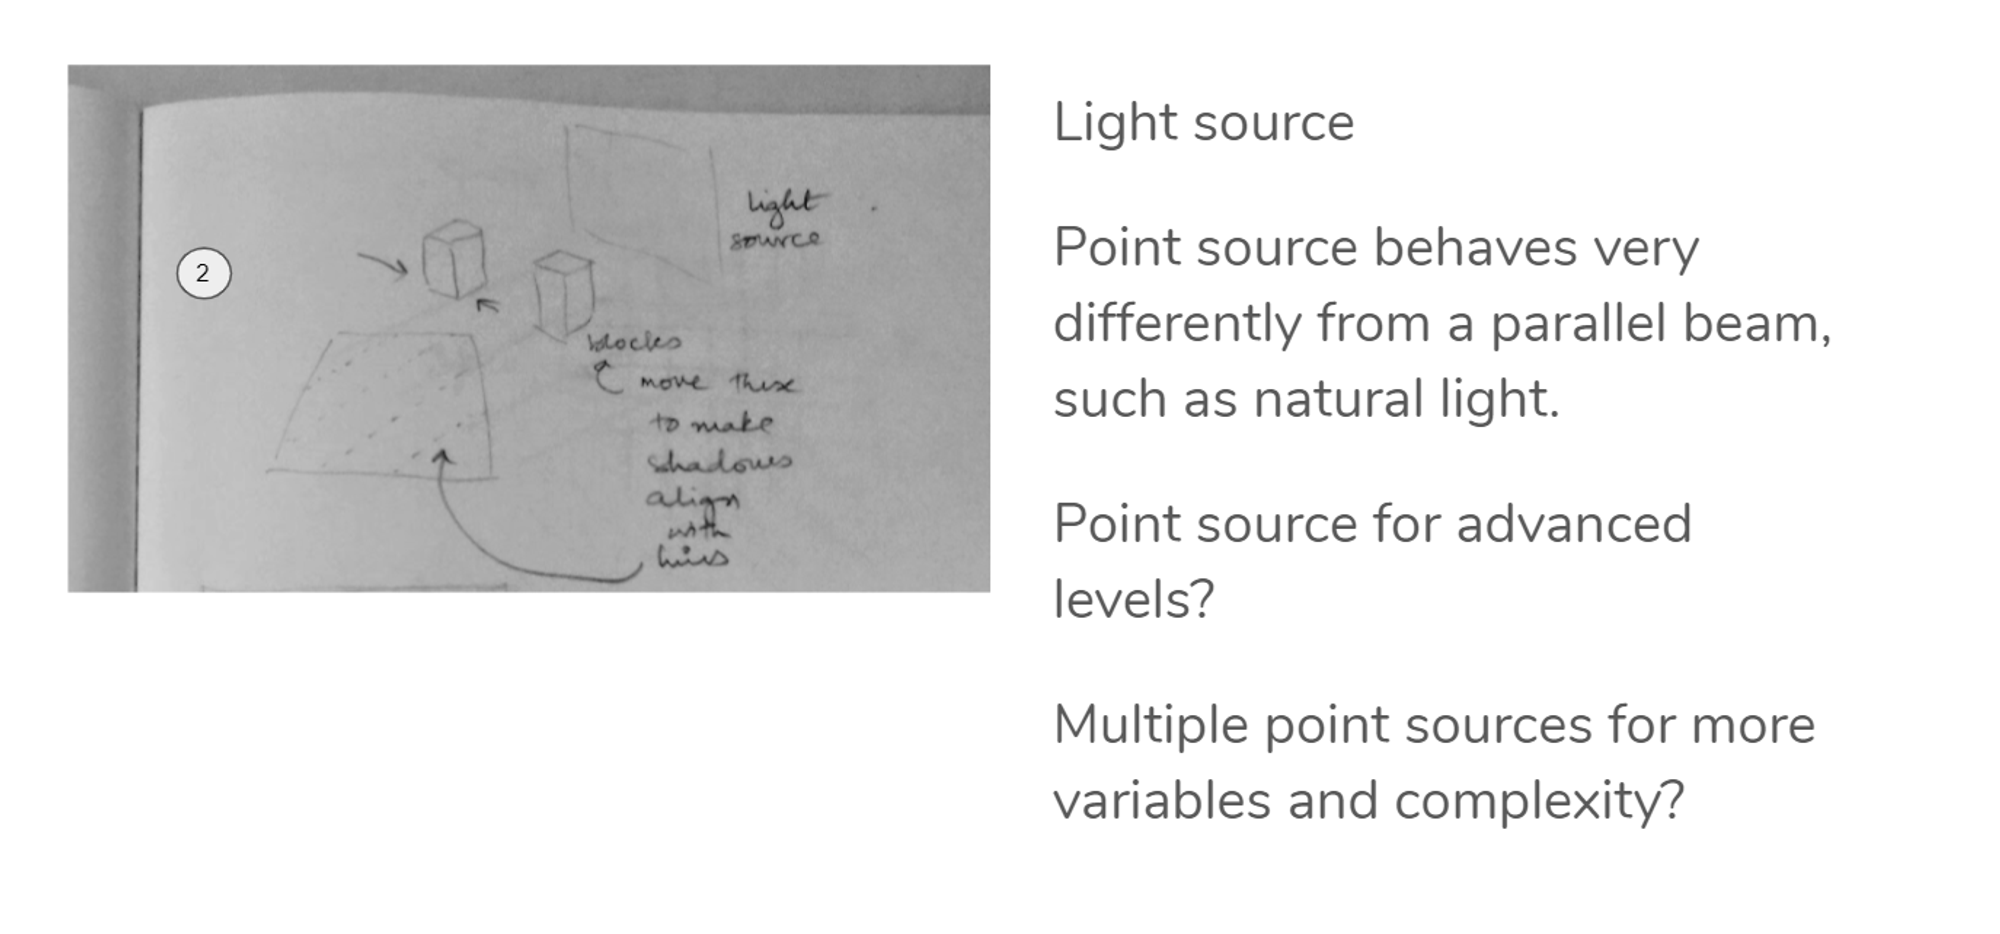 2
light
source
blocks
move these
to make
shadows
align
with
lines
Light source
Point source behaves very
differently from a parallel beam,
such as natural light.
Point source for advanced
levels?
Multiple point sources for more
variables and complexity?